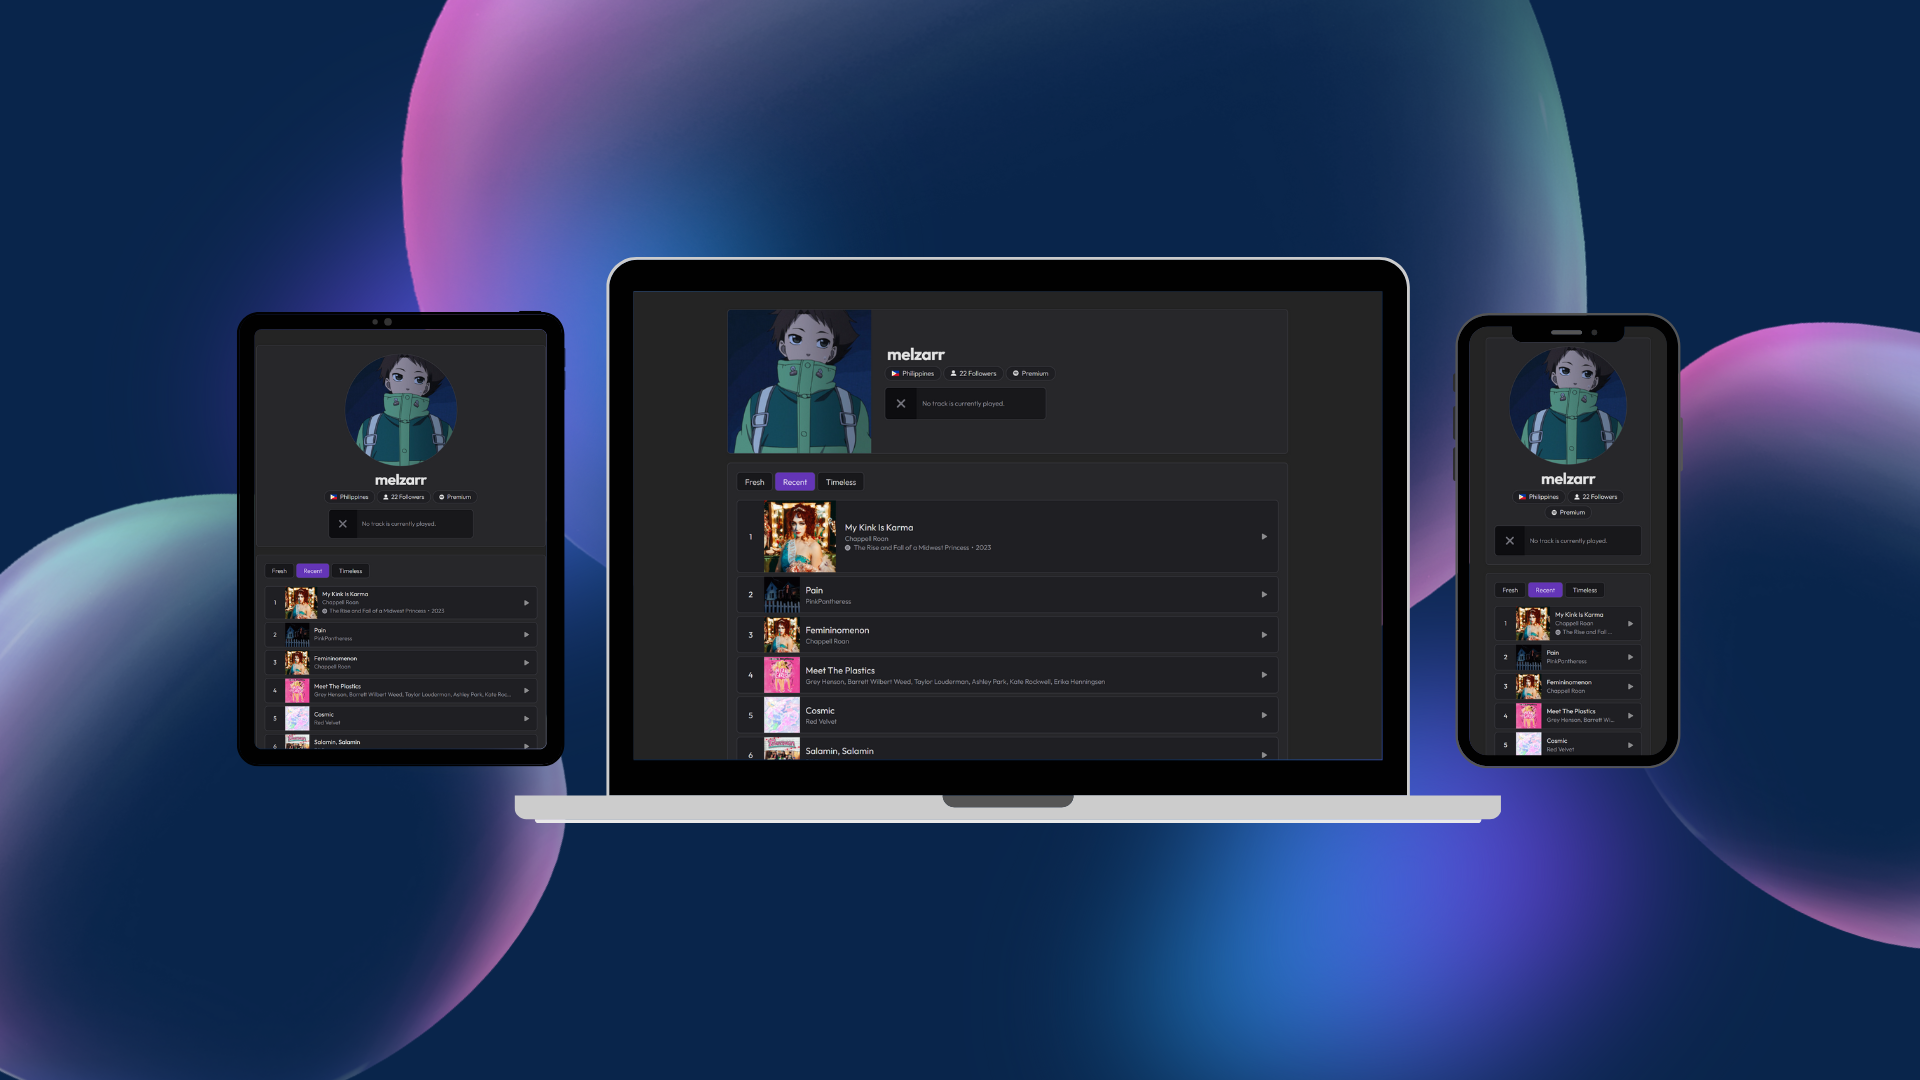 melzarr
Philippines 22 Followers Premium
No track is currently played.
Fresh Recent Timeless
1 My Kink Is Karma
Chappell Roan
The Rise and Fall of a Midwest Princess • 2023
2 Pain
PinkPantheress
3 Femininomenon
Chappell Roan
4 Meet The Plastics
Grey Henson, Barrett Wilbert Weed, Taylor Louderman, Ashley Park, Kate Roc...
5 Cosmic
Red Velvet
6 Salamin, Salamin
melzarr
Philippines 22 Followers Premium
No track is currently played.
Fresh Recent Timeless
1 My Kink Is Karma
Chappell Roan
The Rise and Fall of a Midwest Princess • 2023
2 Pain
PinkPantheress
3 Femininomenon
Chappell Roan
4 Meet The Plastics
Grey Henson, Barrett Wilbert Weed, Taylor Louderman, Ashley Park, Kate Rockwell, Erika Henningsen
5 Cosmic
Red Velvet
6 Salamin, Salamin
melzarr
Philippines 22 Followers
Premium
No track is currently played.
Fresh Recent Timeless
1 My Kink Is Karma
Chappell Roan
The Rise and Fall ...
2 Pain
PinkPantheress
3 Femininomenon
Chappell Roan
4 Meet The Plastics
Grey Henson, Barrett Wi...
5 Cosmic
Red Velvet